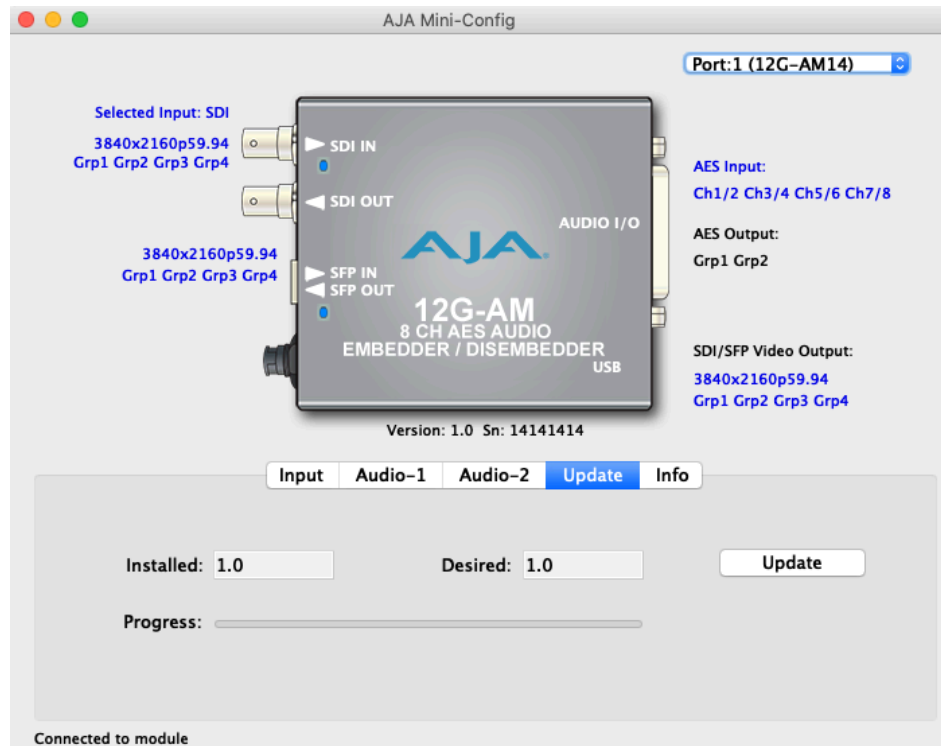 AJA Mini-Config
Port:1 (12G-AM14)
Selected Input: SDI
3840x2160p59.94
Grp1 Grp2 Grp3 Grp4
SDI IN
SDI OUT
AUDIO I/O
AES Input:
Ch1/2 Ch3/4 Ch5/6 Ch7/8
AES Output:
Grp1 Grp2
3840x2160p59.94
Grp1 Grp2 Grp3 Grp4
SFP IN
SFP OUT
AJA.
12G-AM
8 CH AES AUDIO
EMBEDDER / DISEMBEDDER
USB
SDI/SFP Video Output:
3840x2160p59.94
Grp1 Grp2 Grp3 Grp4
Version: 1.0 Sn: 14141414
Input Audio-1 Audio-2 Update Info
Installed: 1.0 Desired: 1.0 Update
Progress:
Connected to module